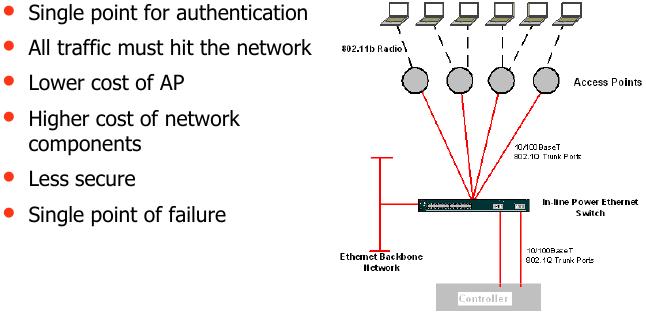 Single point for authentication
All traffic must hit the network
Lower cost of AP
Higher cost of network
components
Less secure
Single point of failure
802.11b Radio
Access Points
10/100BaseT
802.1Q Trunk Ports
In-line Power Ethernet
Switch
Ethernet Backbone
Network
10/100BaseT
802.1Q Trunk Ports
Controller